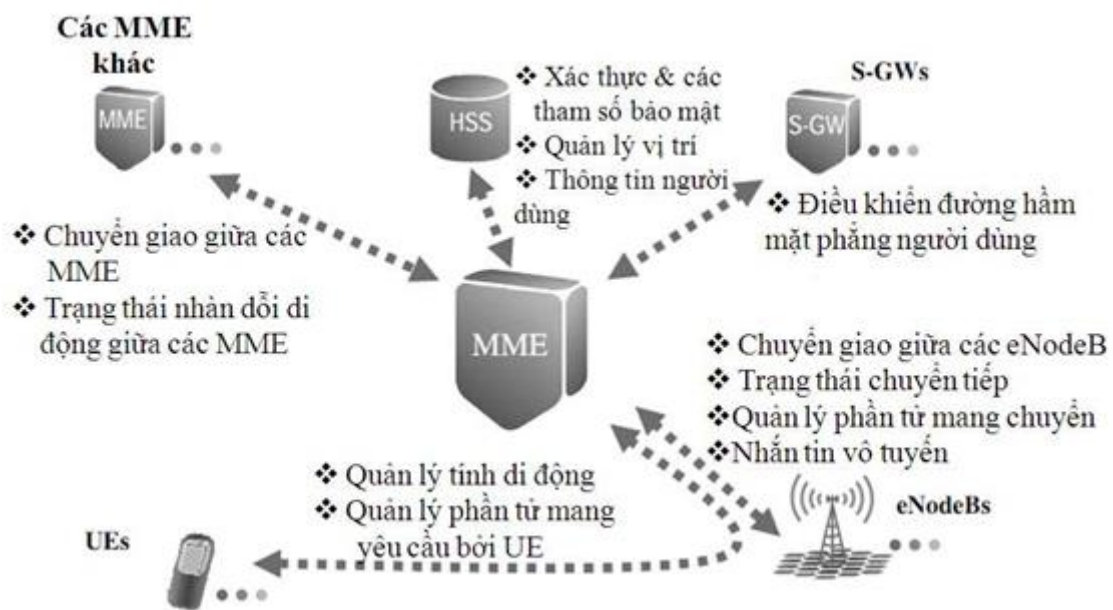 Các MME
khác
MME
HSS
❖ Xác thực & các
tham số bảo mật
❖ Quản lý vị trí
❖ Thông tin người
dùng
S-GWs
S-GW
❖ Điều khiển đường hầm
mặt phẳng người dùng
❖ Chuyển giao giữa các
MME
❖ Trạng thái nhàn dỗi di
động giữa các MME
MME
❖ Chuyển giao giữa các eNodeB
❖ Trạng thái chuyển tiếp
❖ Quản lý phần tử mang chuyển
❖ Nhắn tin vô tuyến
❖ Quản lý tính di động
❖ Quản lý phần tử mang
yêu cầu bởi UE
UEs
eNodeBs